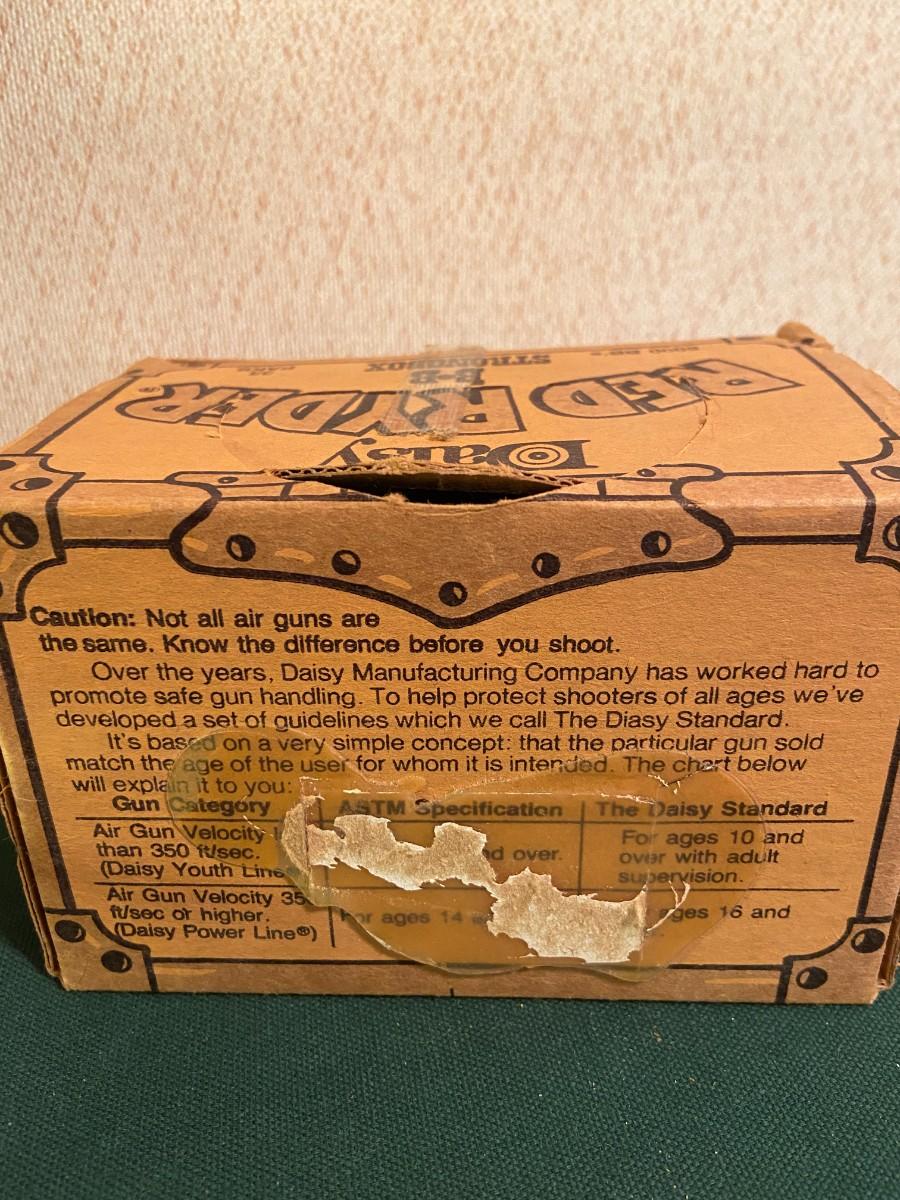 Daisy
RED RYDER®
BB
STRONGBOX
Caution: Not all air guns are
the same. Know the difference before you shoot.
Over the years, Daisy Manufacturing Company has worked hard to
promote safe gun handling. To help protect shooters of all ages we've
developed a set of guidelines which we call The Diasy Standard.
It's based on a very simple concept: that the particular gun sold
match the age of the user for whom it is intended. The chart below
will explain it to you:
Gun Category ASTM Specification The Daisy Standard
Air Gun Velocity For ages 10 and
than 350 ft/sec. over. over with adult
(Daisy Youth Line supervision.
Air Gun Velocity 35
ft/sec or higher. For ages 14 ages 16 and
(Daisy Power Line®)